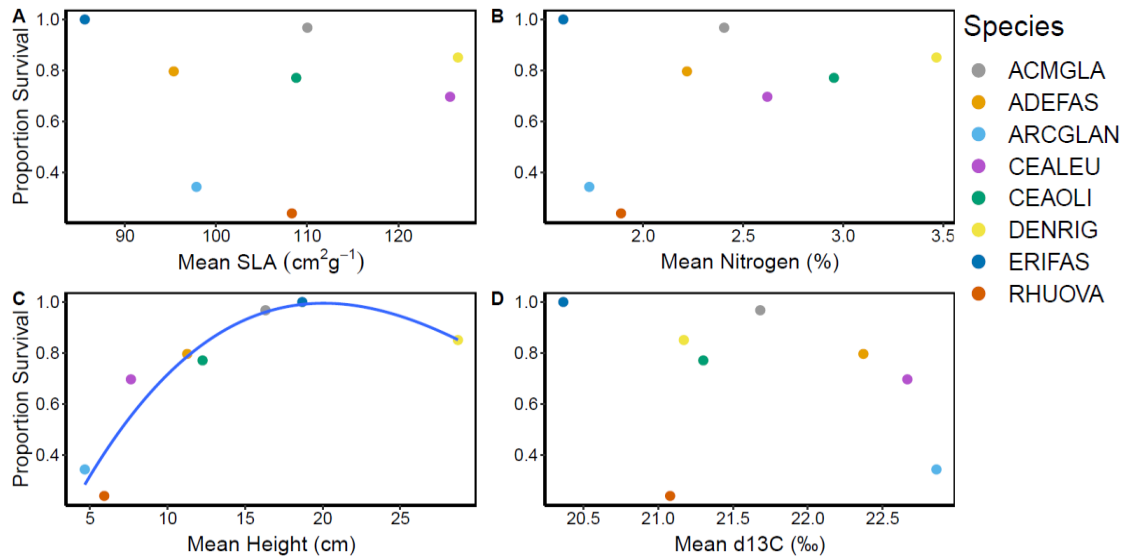 A
1.0
0.8
0.6
0.4
Proportion Survival
90
100
110
120
Mean SLA (cm²g⁻¹)
B
1.0
0.8
0.6
0.4
2.0
2.5
3.0
3.5
Mean Nitrogen (%)
Species
ACMGLA
ADEFAS
ARCGLAN
CEALEU
CEAOLI
DENRIG
ERIFAS
RHUOVA
C
1.0
0.8
0.6
0.4
Proportion Survival
5
10
15
20
25
Mean Height (cm)
D
1.0
0.8
0.6
0.4
20.5
21.0
21.5
22.0
22.5
Mean d13C (‰)